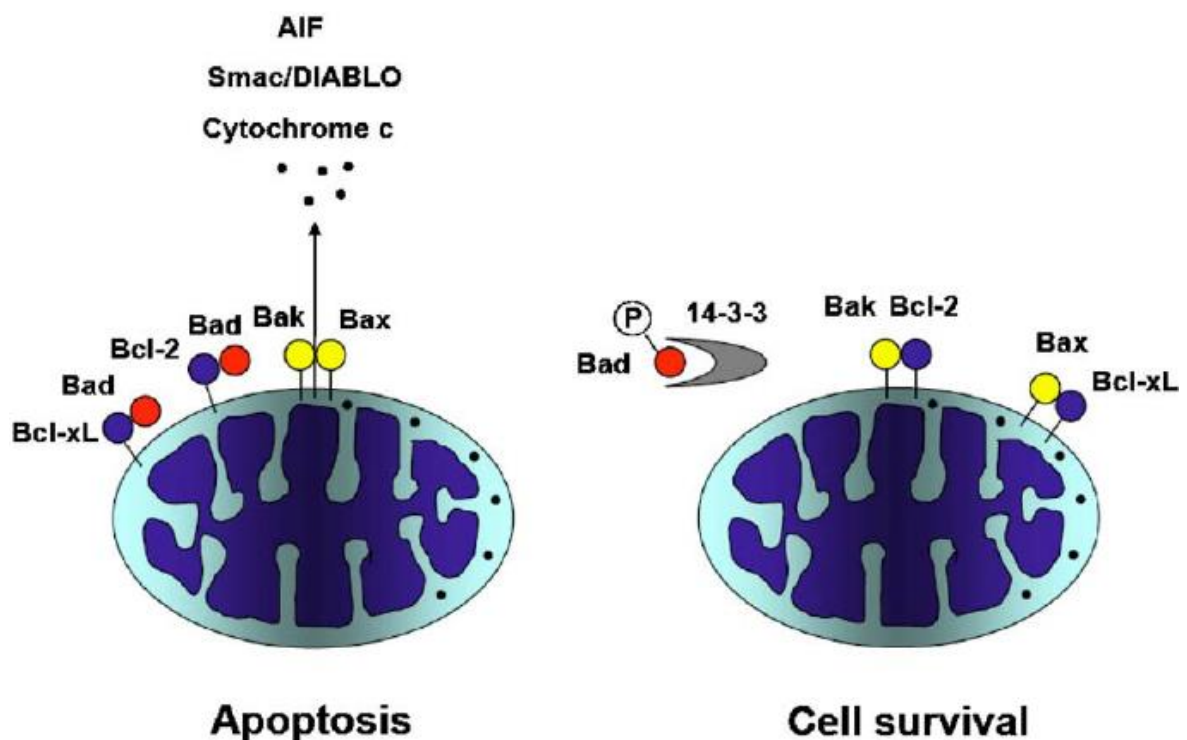 AIF
Smac/DIABLO
Cytochrome c
Bad
Bak
Bax
Bcl-2
Bad
Bcl-xL
P
14-3-3
Bad
Bak Bcl-2
Bax
Bcl-xL
Apoptosis
Cell survival